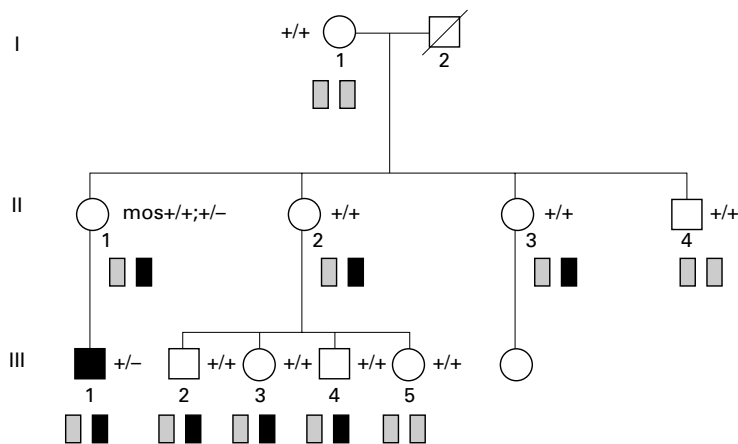 I +/+ 1 2
II mos+/+;+/– +/+ +/+ +/+
1 2 3 4
III +/– +/+ +/+ +/+ +/+
1 2 3 4 5